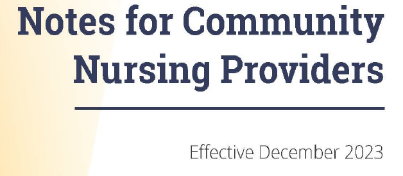 Notes for Community
Nursing Providers
Effective December 2023